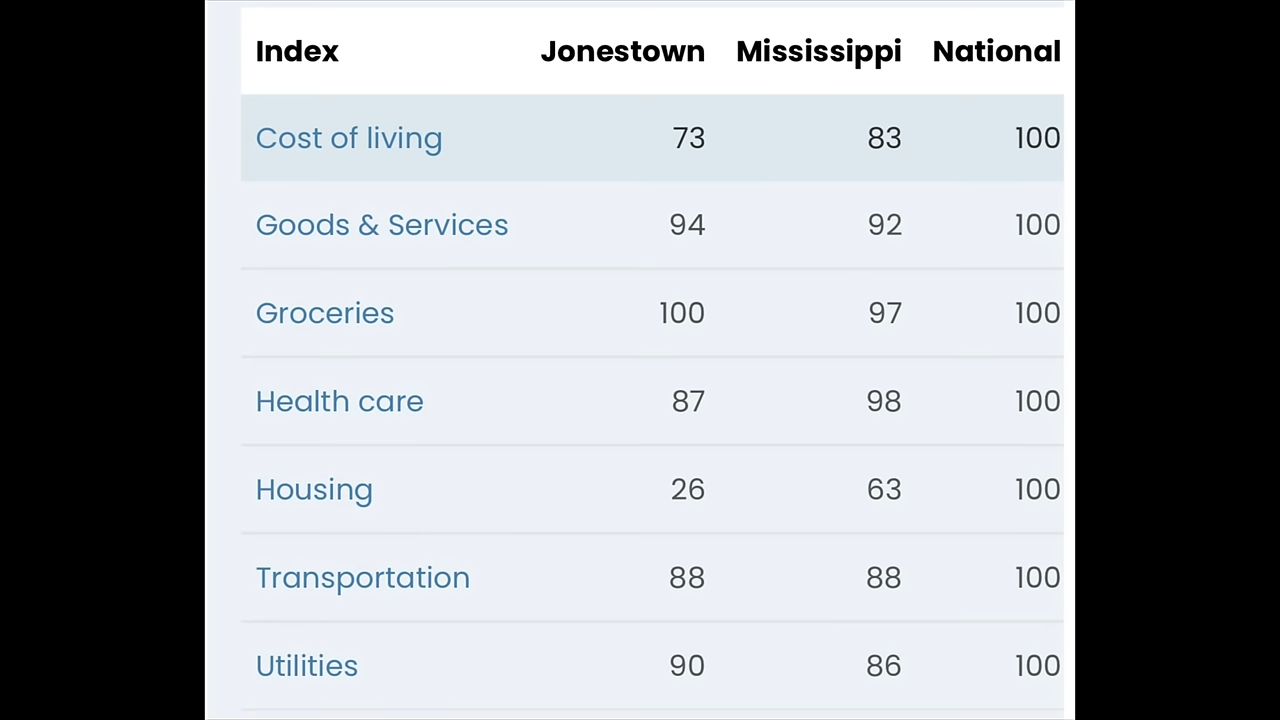 Index Jonestown Mississippi National
Cost of living 73 83 100
Goods & Services 94 92 100
Groceries 100 97 100
Health care 87 98 100
Housing 26 63 100
Transportation 88 88 100
Utilities 90 86 100